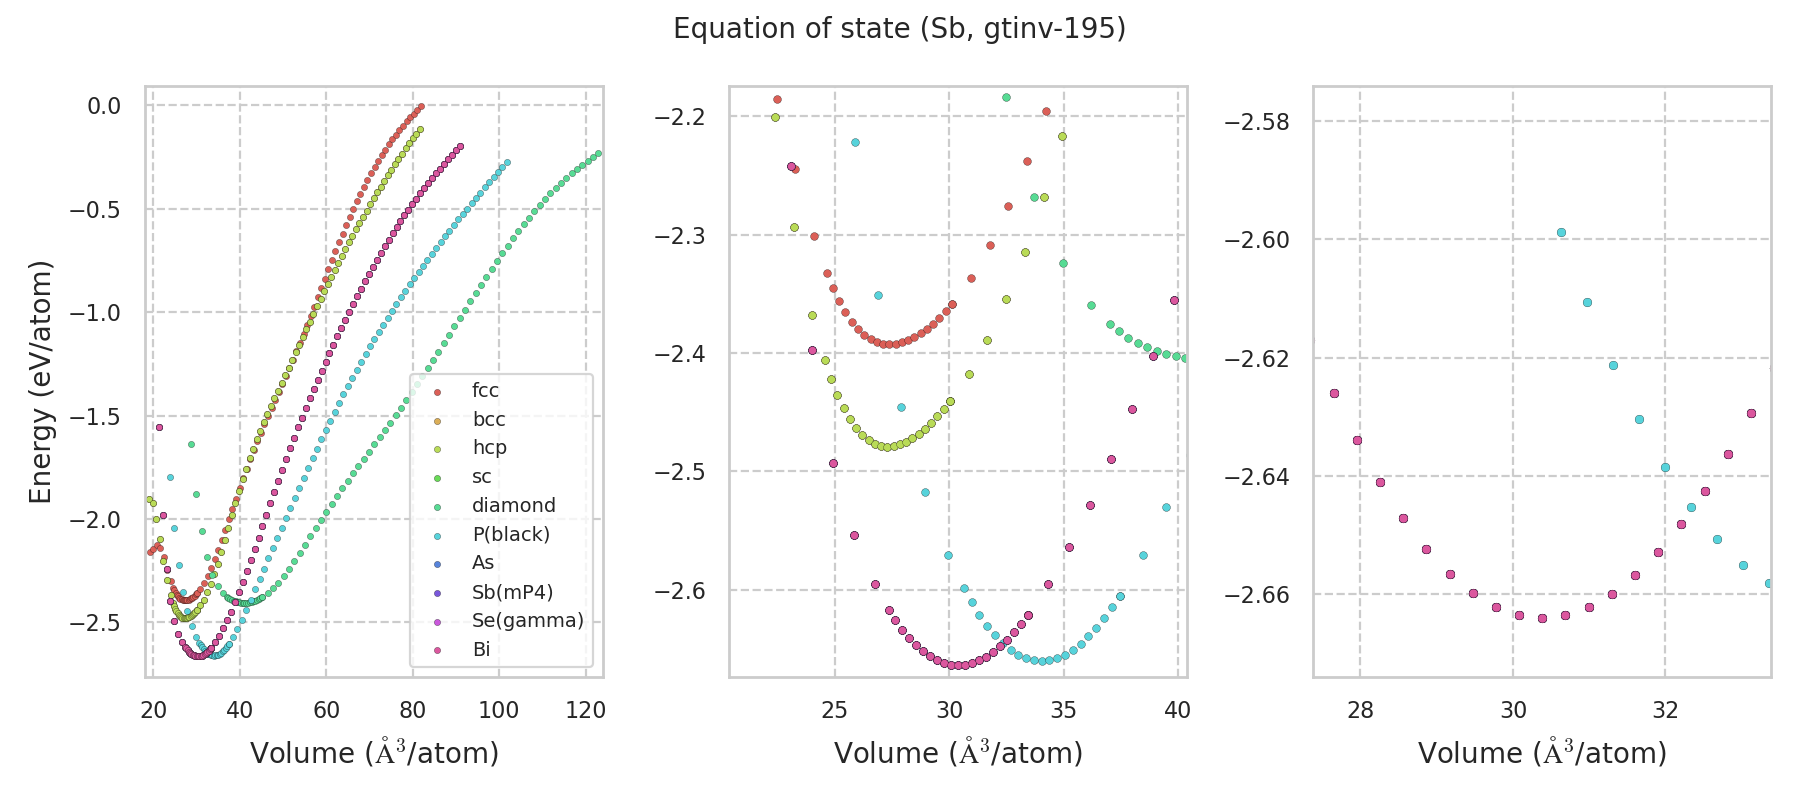 Equation of state (Sb, gtinv-195)
Energy (eV/atom)
0.0
−0.5
−1.0
−1.5
−2.0
−2.5
20 40 60 80 100 120
Volume (Å³/atom)
fcc
bcc
hcp
sc
diamond
P(black)
As
Sb(mP4)
Se(gamma)
Bi
−2.2
−2.3
−2.4
−2.5
−2.6
25 30 35 40
Volume (Å³/atom)
−2.58
−2.60
−2.62
−2.64
−2.66
28 30 32
Volume (Å³/atom)